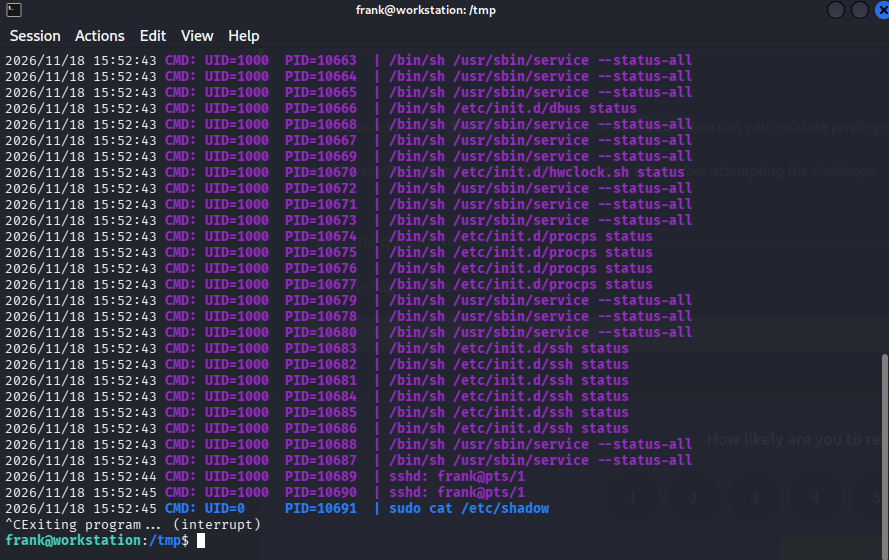 frank@workstation: /tmp
Session Actions Edit View Help
2026/11/18 15:52:43 CMD: UID=1000 PID=10663 | /bin/sh /usr/sbin/service --status-all
2026/11/18 15:52:43 CMD: UID=1000 PID=10664 | /bin/sh /usr/sbin/service --status-all
2026/11/18 15:52:43 CMD: UID=1000 PID=10665 | /bin/sh /usr/sbin/service --status-all
2026/11/18 15:52:43 CMD: UID=1000 PID=10666 | /bin/sh /etc/init.d/dbus status
2026/11/18 15:52:43 CMD: UID=1000 PID=10668 | /bin/sh /usr/sbin/service --status-all
2026/11/18 15:52:43 CMD: UID=1000 PID=10667 | /bin/sh /usr/sbin/service --status-all
2026/11/18 15:52:43 CMD: UID=1000 PID=10669 | /bin/sh /usr/sbin/service --status-all
2026/11/18 15:52:43 CMD: UID=1000 PID=10670 | /bin/sh /etc/init.d/hwclock.sh status
2026/11/18 15:52:43 CMD: UID=1000 PID=10672 | /bin/sh /usr/sbin/service --status-all
2026/11/18 15:52:43 CMD: UID=1000 PID=10671 | /bin/sh /usr/sbin/service --status-all
2026/11/18 15:52:43 CMD: UID=1000 PID=10673 | /bin/sh /usr/sbin/service --status-all
2026/11/18 15:52:43 CMD: UID=1000 PID=10674 | /bin/sh /etc/init.d/procps status
2026/11/18 15:52:43 CMD: UID=1000 PID=10675 | /bin/sh /etc/init.d/procps status
2026/11/18 15:52:43 CMD: UID=1000 PID=10676 | /bin/sh /etc/init.d/procps status
2026/11/18 15:52:43 CMD: UID=1000 PID=10677 | /bin/sh /etc/init.d/procps status
2026/11/18 15:52:43 CMD: UID=1000 PID=10679 | /bin/sh /usr/sbin/service --status-all
2026/11/18 15:52:43 CMD: UID=1000 PID=10678 | /bin/sh /usr/sbin/service --status-all
2026/11/18 15:52:43 CMD: UID=1000 PID=10680 | /bin/sh /usr/sbin/service --status-all
2026/11/18 15:52:43 CMD: UID=1000 PID=10683 | /bin/sh /etc/init.d/ssh status
2026/11/18 15:52:43 CMD: UID=1000 PID=10682 | /bin/sh /etc/init.d/ssh status
2026/11/18 15:52:43 CMD: UID=1000 PID=10681 | /bin/sh /etc/init.d/ssh status
2026/11/18 15:52:43 CMD: UID=1000 PID=10684 | /bin/sh /etc/init.d/ssh status
2026/11/18 15:52:43 CMD: UID=1000 PID=10685 | /bin/sh /etc/init.d/ssh status
2026/11/18 15:52:43 CMD: UID=1000 PID=10686 | /bin/sh /etc/init.d/ssh status
2026/11/18 15:52:43 CMD: UID=1000 PID=10688 | /bin/sh /usr/sbin/service --status-all
2026/11/18 15:52:43 CMD: UID=1000 PID=10687 | /bin/sh /usr/sbin/service --status-all
2026/11/18 15:52:44 CMD: UID=1000 PID=10689 | sshd: frank@pts/1
2026/11/18 15:52:45 CMD: UID=1000 PID=10690 | sshd: frank@pts/1
2026/11/18 15:52:45 CMD: UID=0 PID=10691 | sudo cat /etc/shadow
^CExiting program... (interrupt)
frank@workstation:/tmp$
can you escalate
are attempting the challenge.
How likely are you to re
1 2 3 4 5